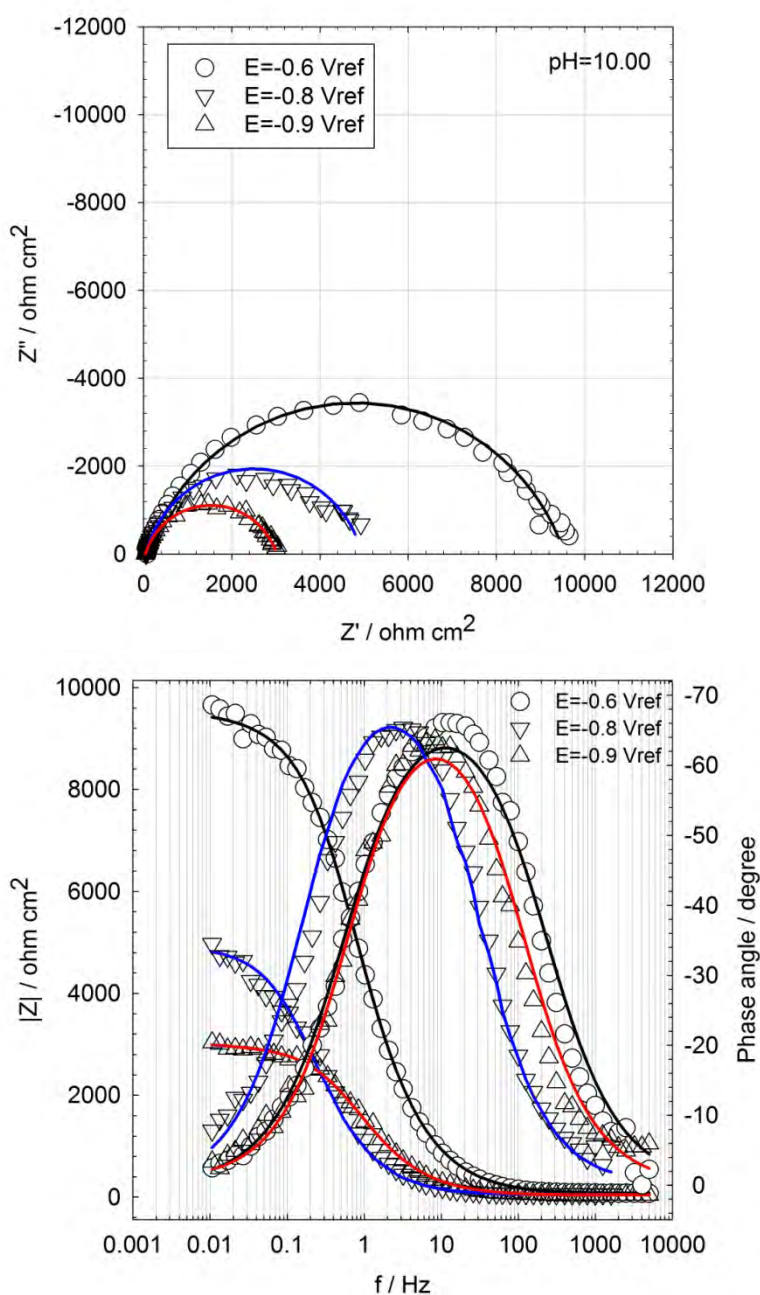 -12000
-10000
-8000
-6000
-4000
-2000
0
Z'' / ohm cm2
E=-0.6 Vref
E=-0.8 Vref
E=-0.9 Vref
pH=10.00
0 2000 4000 6000 8000 10000 12000
Z' / ohm cm2
10000
8000
6000
4000
2000
0
|Z| / ohm cm2
E=-0.6 Vref
E=-0.8 Vref
E=-0.9 Vref
-70
-60
-50
-40
-30
-20
-10
0
Phase angle / degree
0.001 0.01 0.1 1 10 100 1000 10000
f / Hz